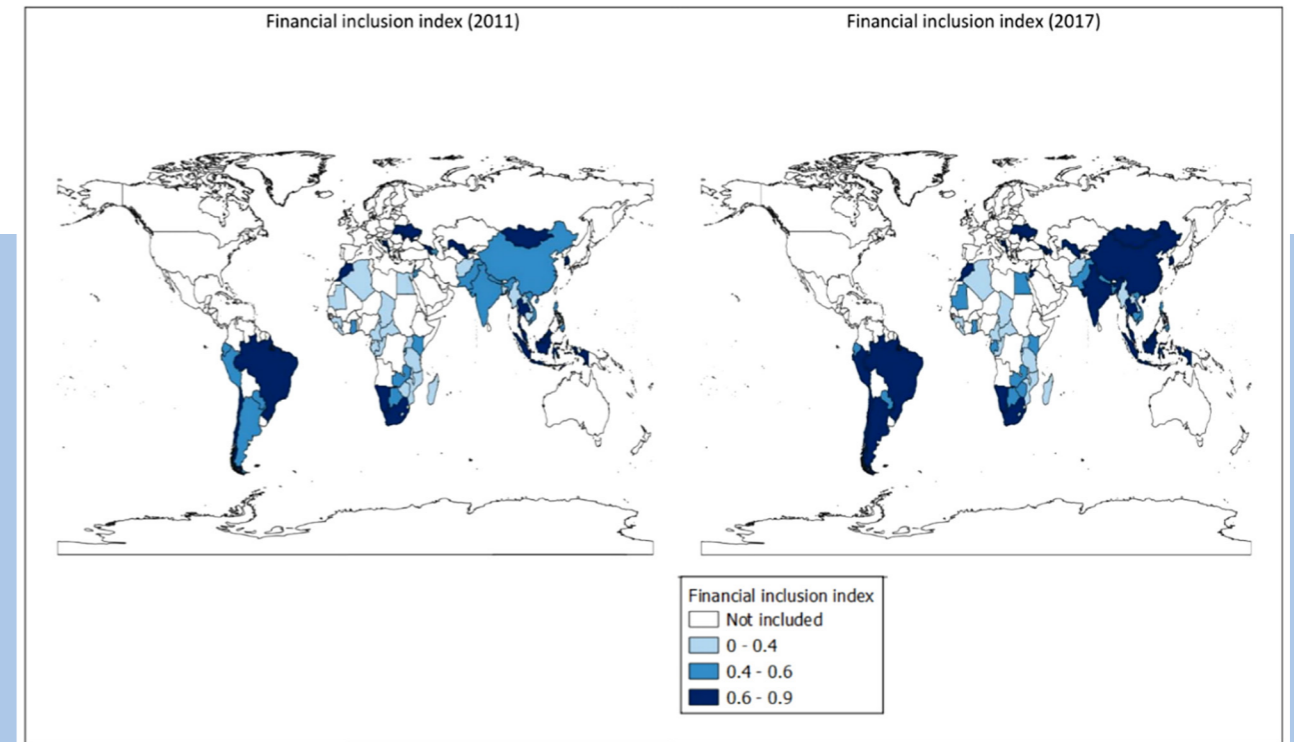 Financial inclusion index (2011)
Financial inclusion index (2017)
Financial inclusion index
Not included
0 - 0.4
0.4 - 0.6
0.6 - 0.9